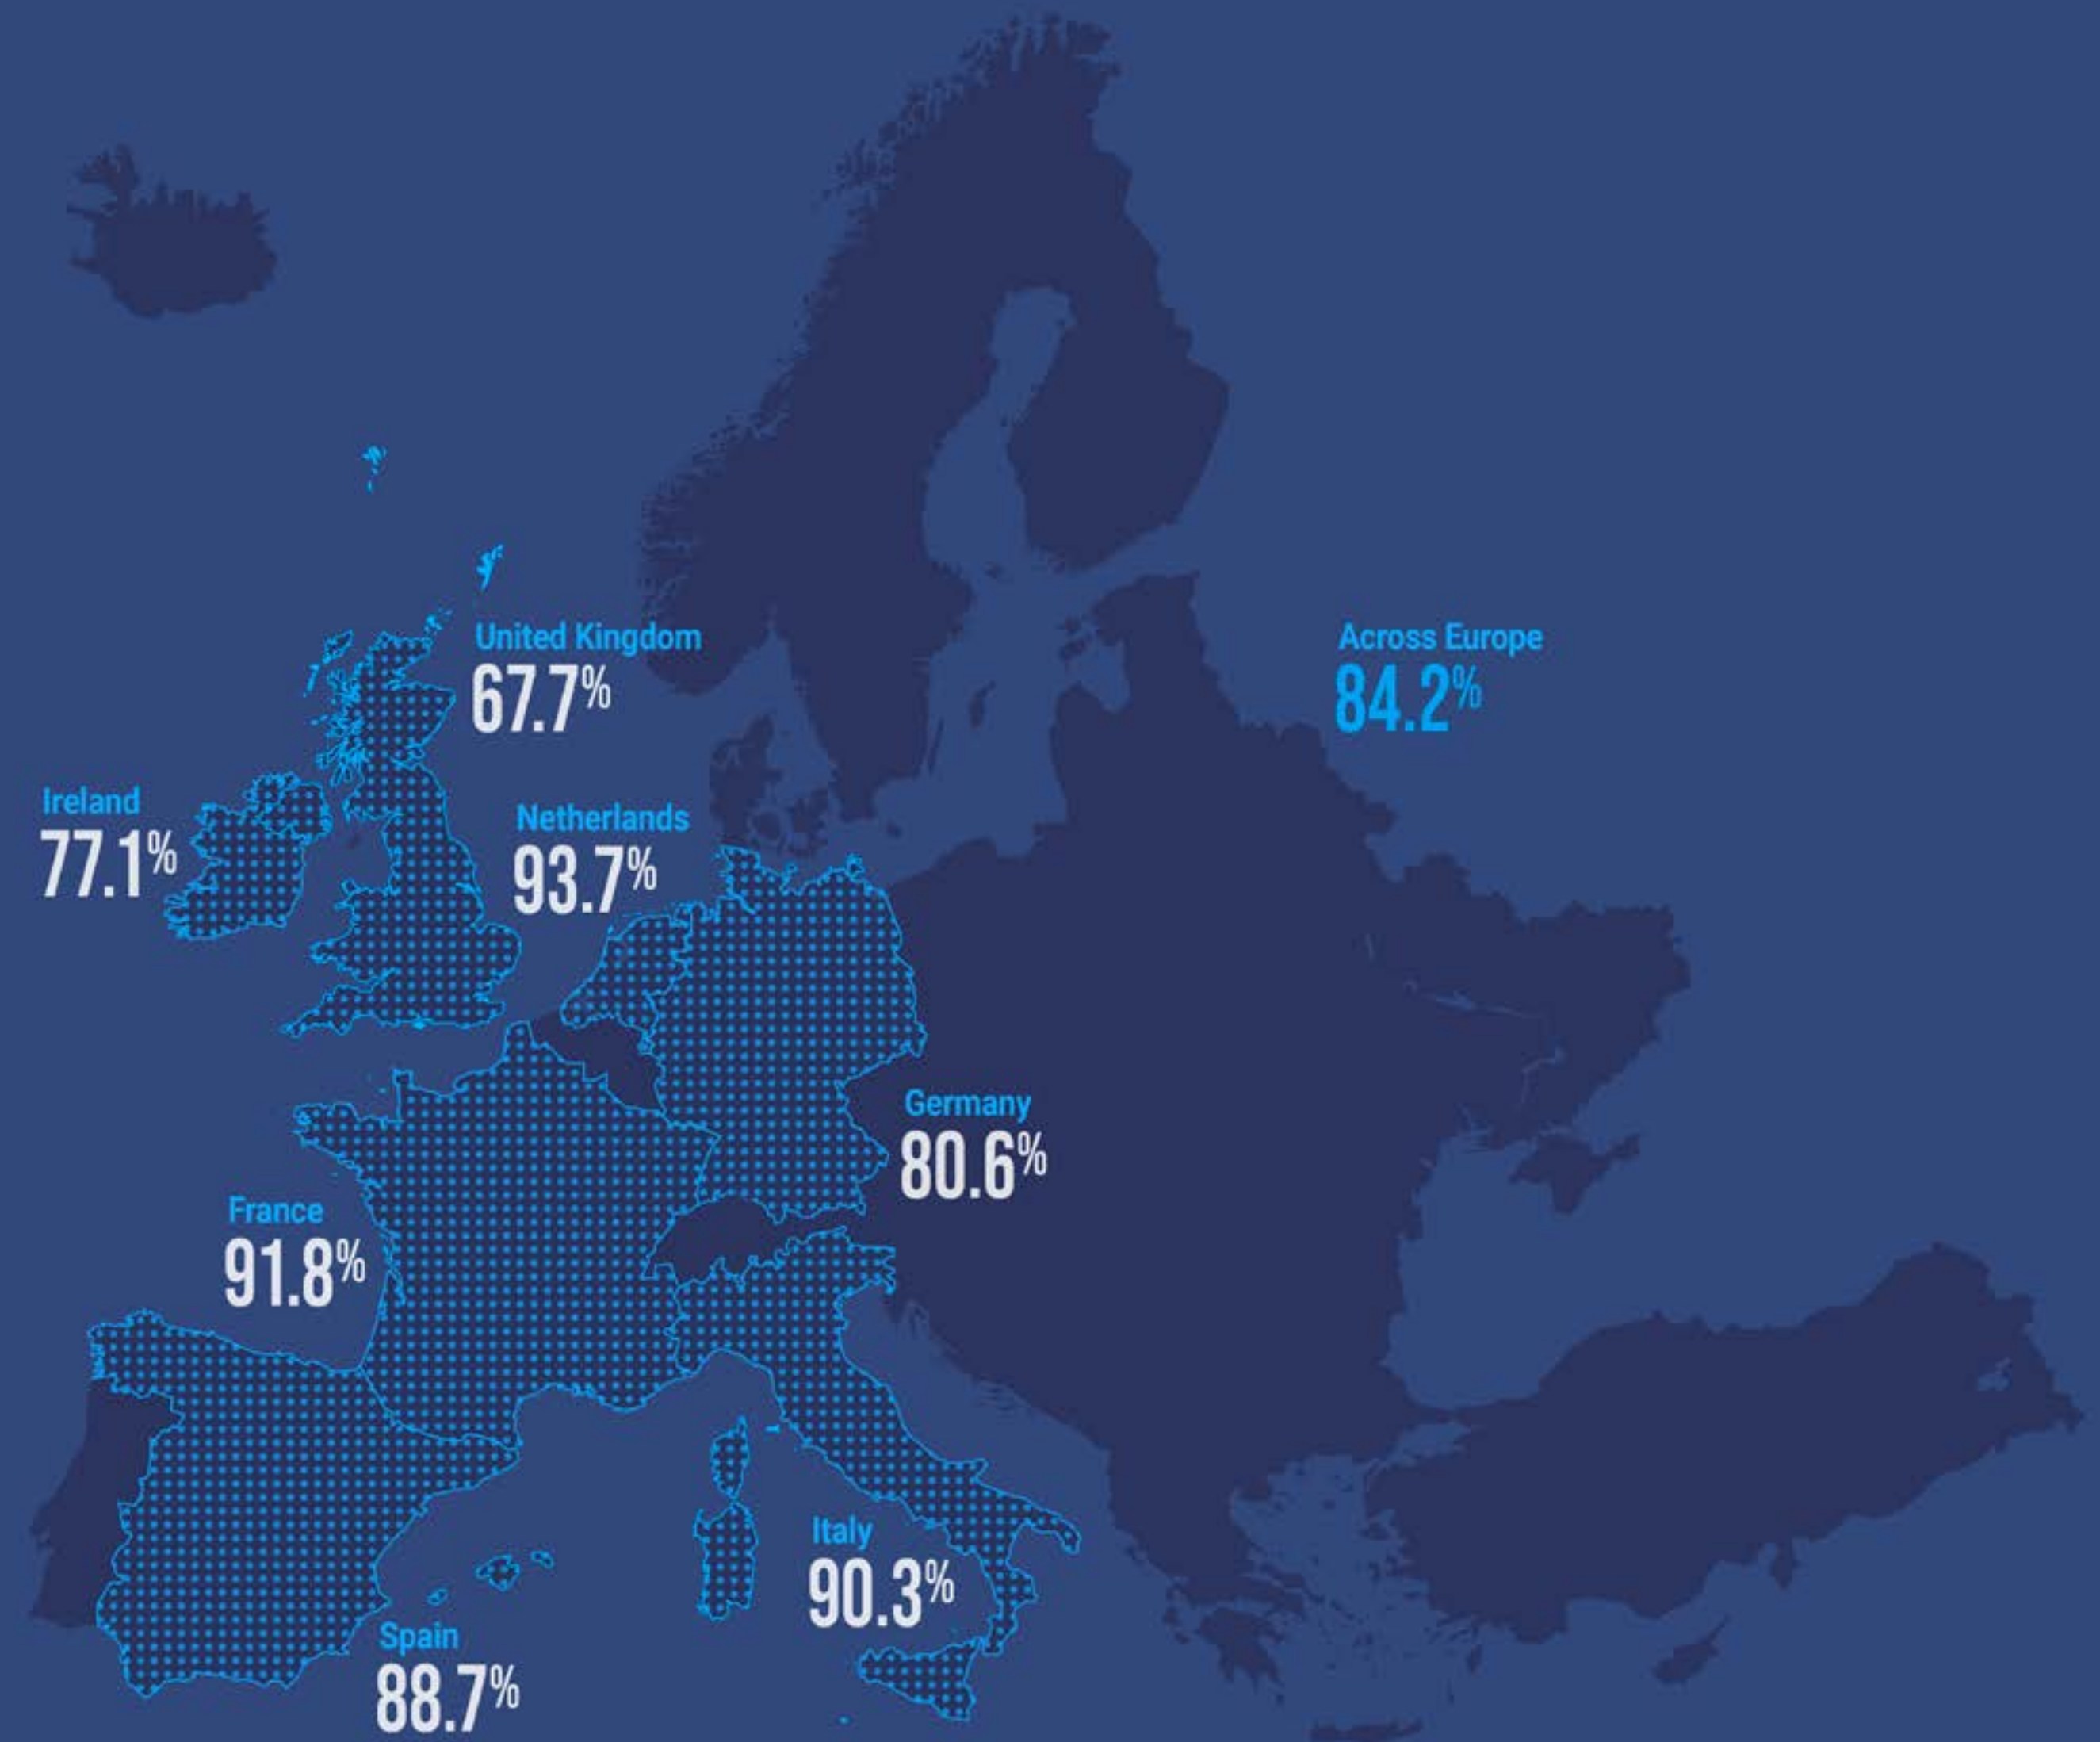 United Kingdom
67.7%
Across Europe
84.2%
Ireland
77.1%
Netherlands
93.7%
Germany
80.6%
France
91.8%
Italy
90.3%
Spain
88.7%